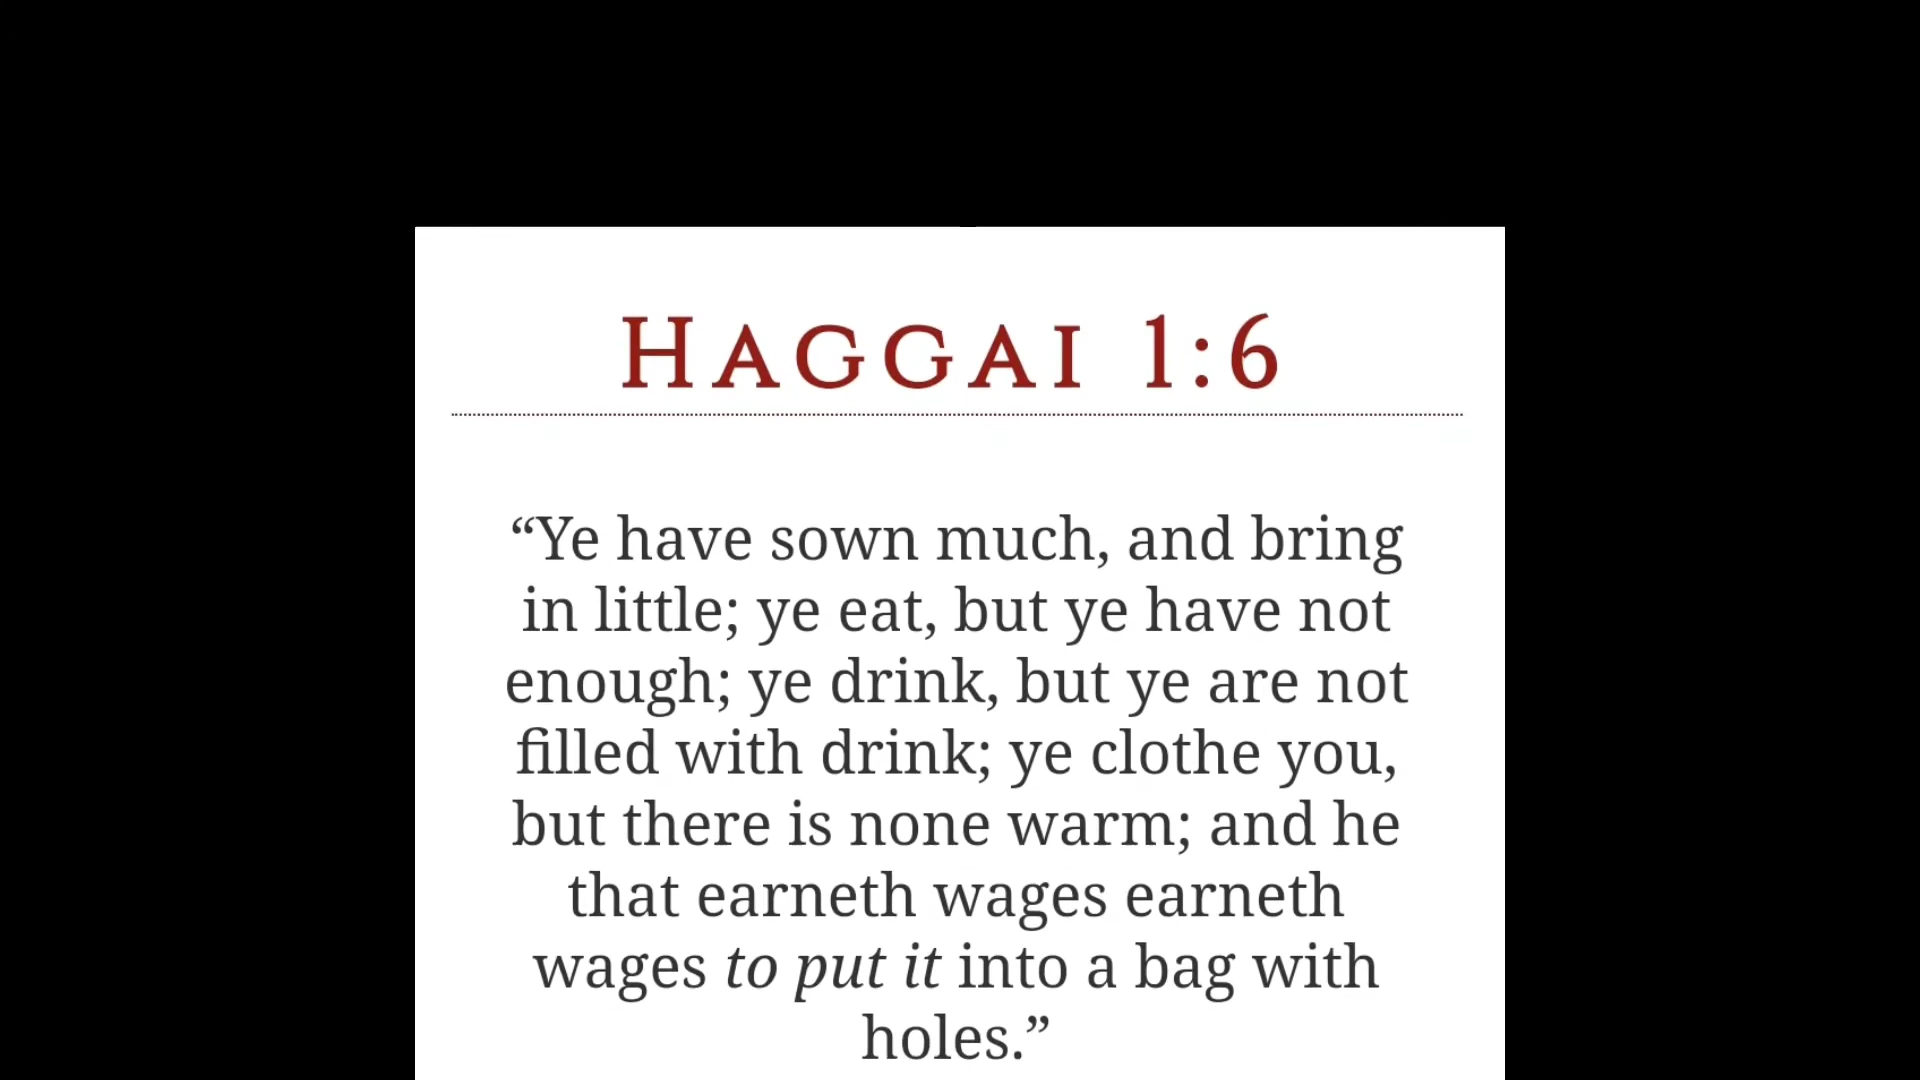 Haggai 1:6
“Ye have sown much, and bring
in little; ye eat, but ye have not
enough; ye drink, but ye are not
filled with drink; ye clothe you,
but there is none warm; and he
that earneth wages earneth
wages to put it into a bag with
holes.”